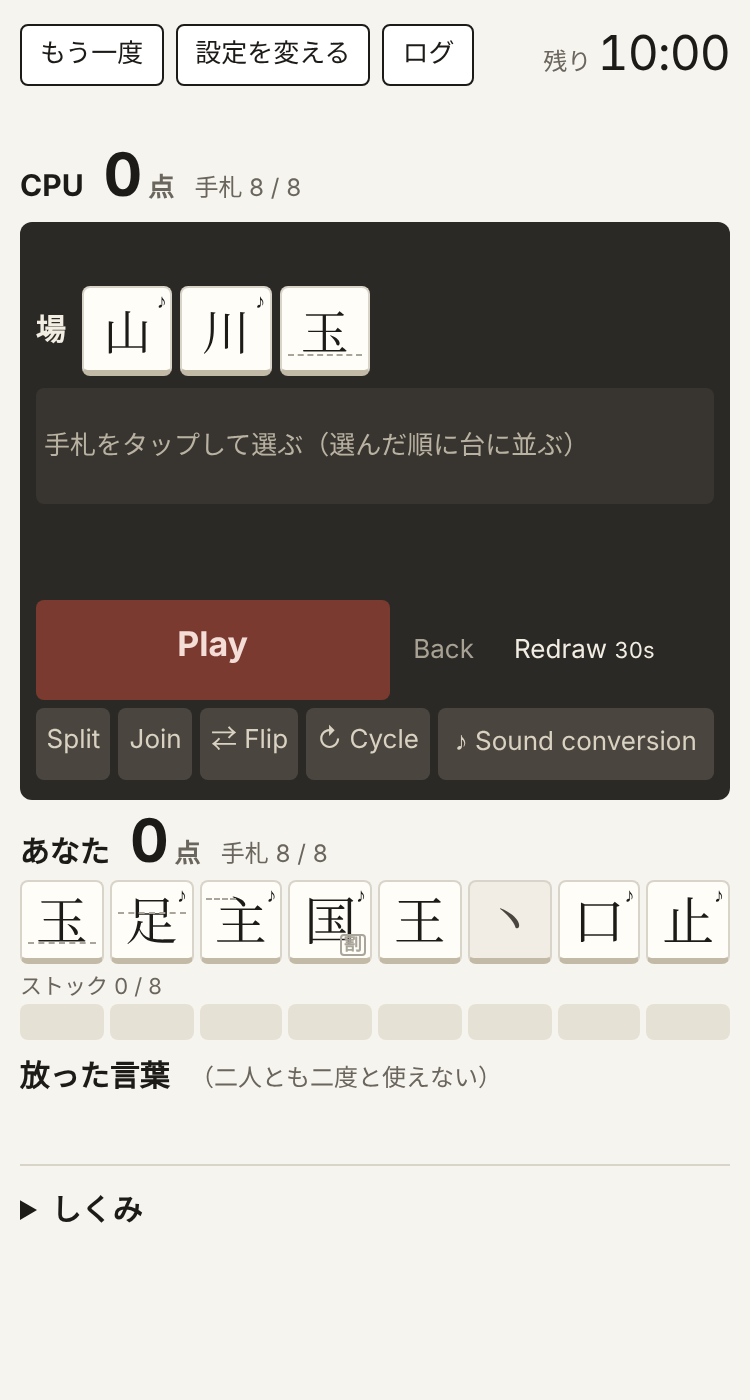 もう一度 設定を変える ログ 残り 10:00
CPU 0 点 手札 8 / 8
場 山♪ 川♪ 玉
手札をタップして選ぶ（選んだ順に台に並ぶ）
Play Back Redraw 30s
Split Join ⇄ Flip ↻ Cycle ♪ Sound conversion
あなた 0 点 手札 8 / 8
玉 足♪ 主♪ 国♪ 割 王 丶 口♪ 止♪
ストック 0 / 8
放った言葉 （二人とも二度と使えない）
▶ しくみ